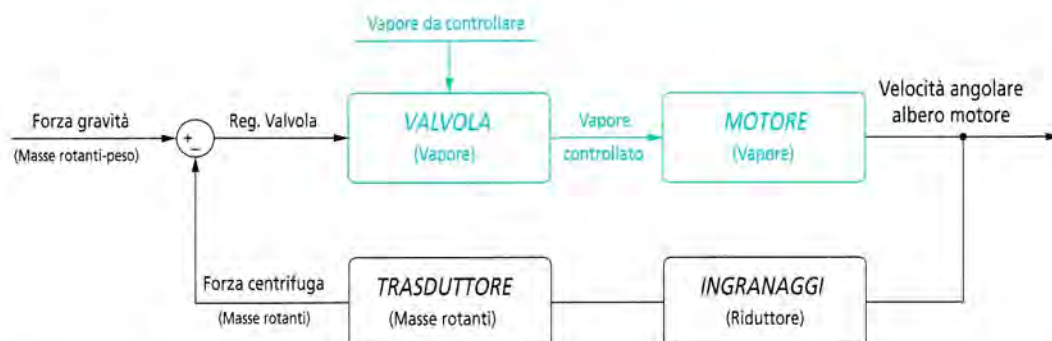 Vapore da controllare
Forza gravità
(Masse rotanti-peso)
+
−
Reg. Valvola
VALVOLA
(Vapore)
Vapore
controllato
MOTORE
(Vapore)
Velocità angolare
albero motore
Forza centrifuga
(Masse rotanti)
TRASDUTTORE
(Masse rotanti)
INGRANAGGI
(Riduttore)